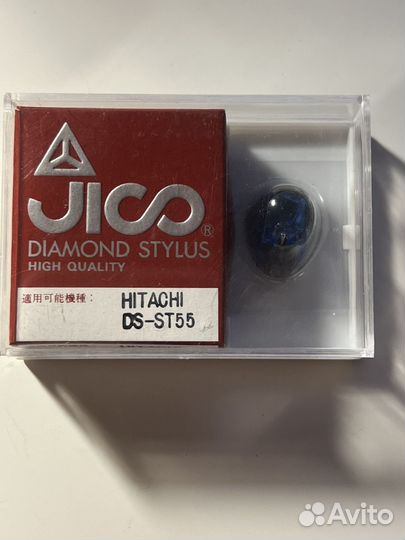 JICO®
DIAMOND STYLUS
HIGH QUALITY
適用可能機種：
HITACHI
DS-ST55
Avito